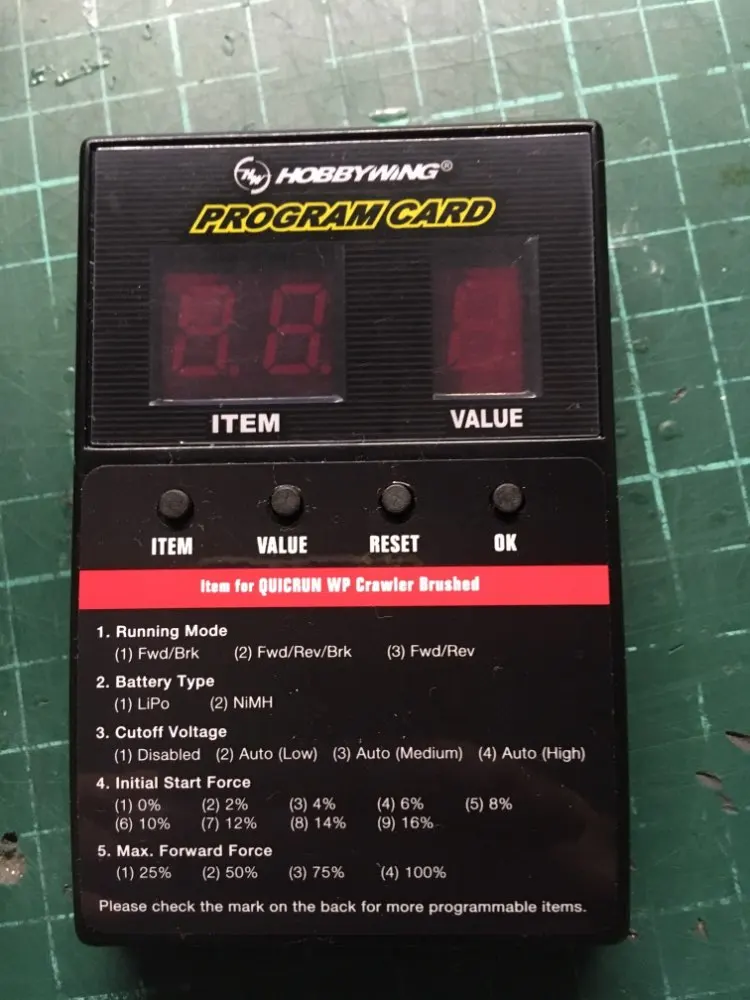 HW HOBBYWING®
PROGRAM CARD
ITEM VALUE
ITEM VALUE RESET OK
Item for QUICRUN WP Crawler Brushed
1. Running Mode
(1) Fwd/Brk (2) Fwd/Rev/Brk (3) Fwd/Rev
2. Battery Type
(1) LiPo (2) NiMH
3. Cutoff Voltage
(1) Disabled (2) Auto (Low) (3) Auto (Medium) (4) Auto (High)
4. Initial Start Force
(1) 0% (2) 2% (3) 4% (4) 6% (5) 8%
(6) 10% (7) 12% (8) 14% (9) 16%
5. Max. Forward Force
(1) 25% (2) 50% (3) 75% (4) 100%
Please check the mark on the back for more programmable items.